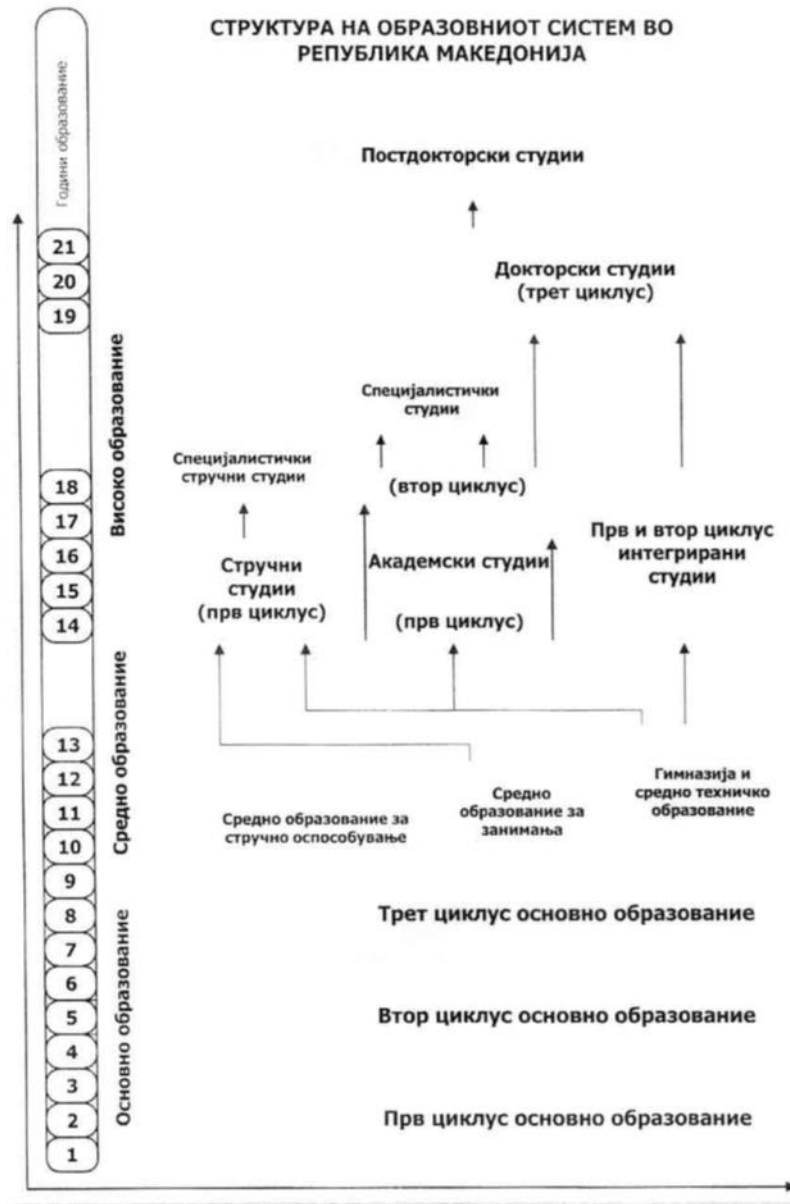 СТРУКТУРА НА ОБРАЗОВНИОТ СИСТЕМ ВО
РЕПУБЛИКА МАКЕДОНИЈА
Години образование
Постдокторски студии
21
20
19
Докторски студии
(трет циклус)
Високо образование
Специјалистички
студии
Специјалистички
стручни студии
(втор циклус)
18
17
16
15
14
Стручни
студии
(прв циклус)
Академски студии
(прв циклус)
Прв и втор циклус
интегрирани
студии
Средно образование
13
12
11
10
Средно образование за
стручно оспособување
Средно
образование за
занимања
Гимназија и
средно техничко
образование
Основно образование
9
8
7
Трет циклус основно образование
6
5
4
Втор циклус основно образование
3
2
1
Прв циклус основно образование